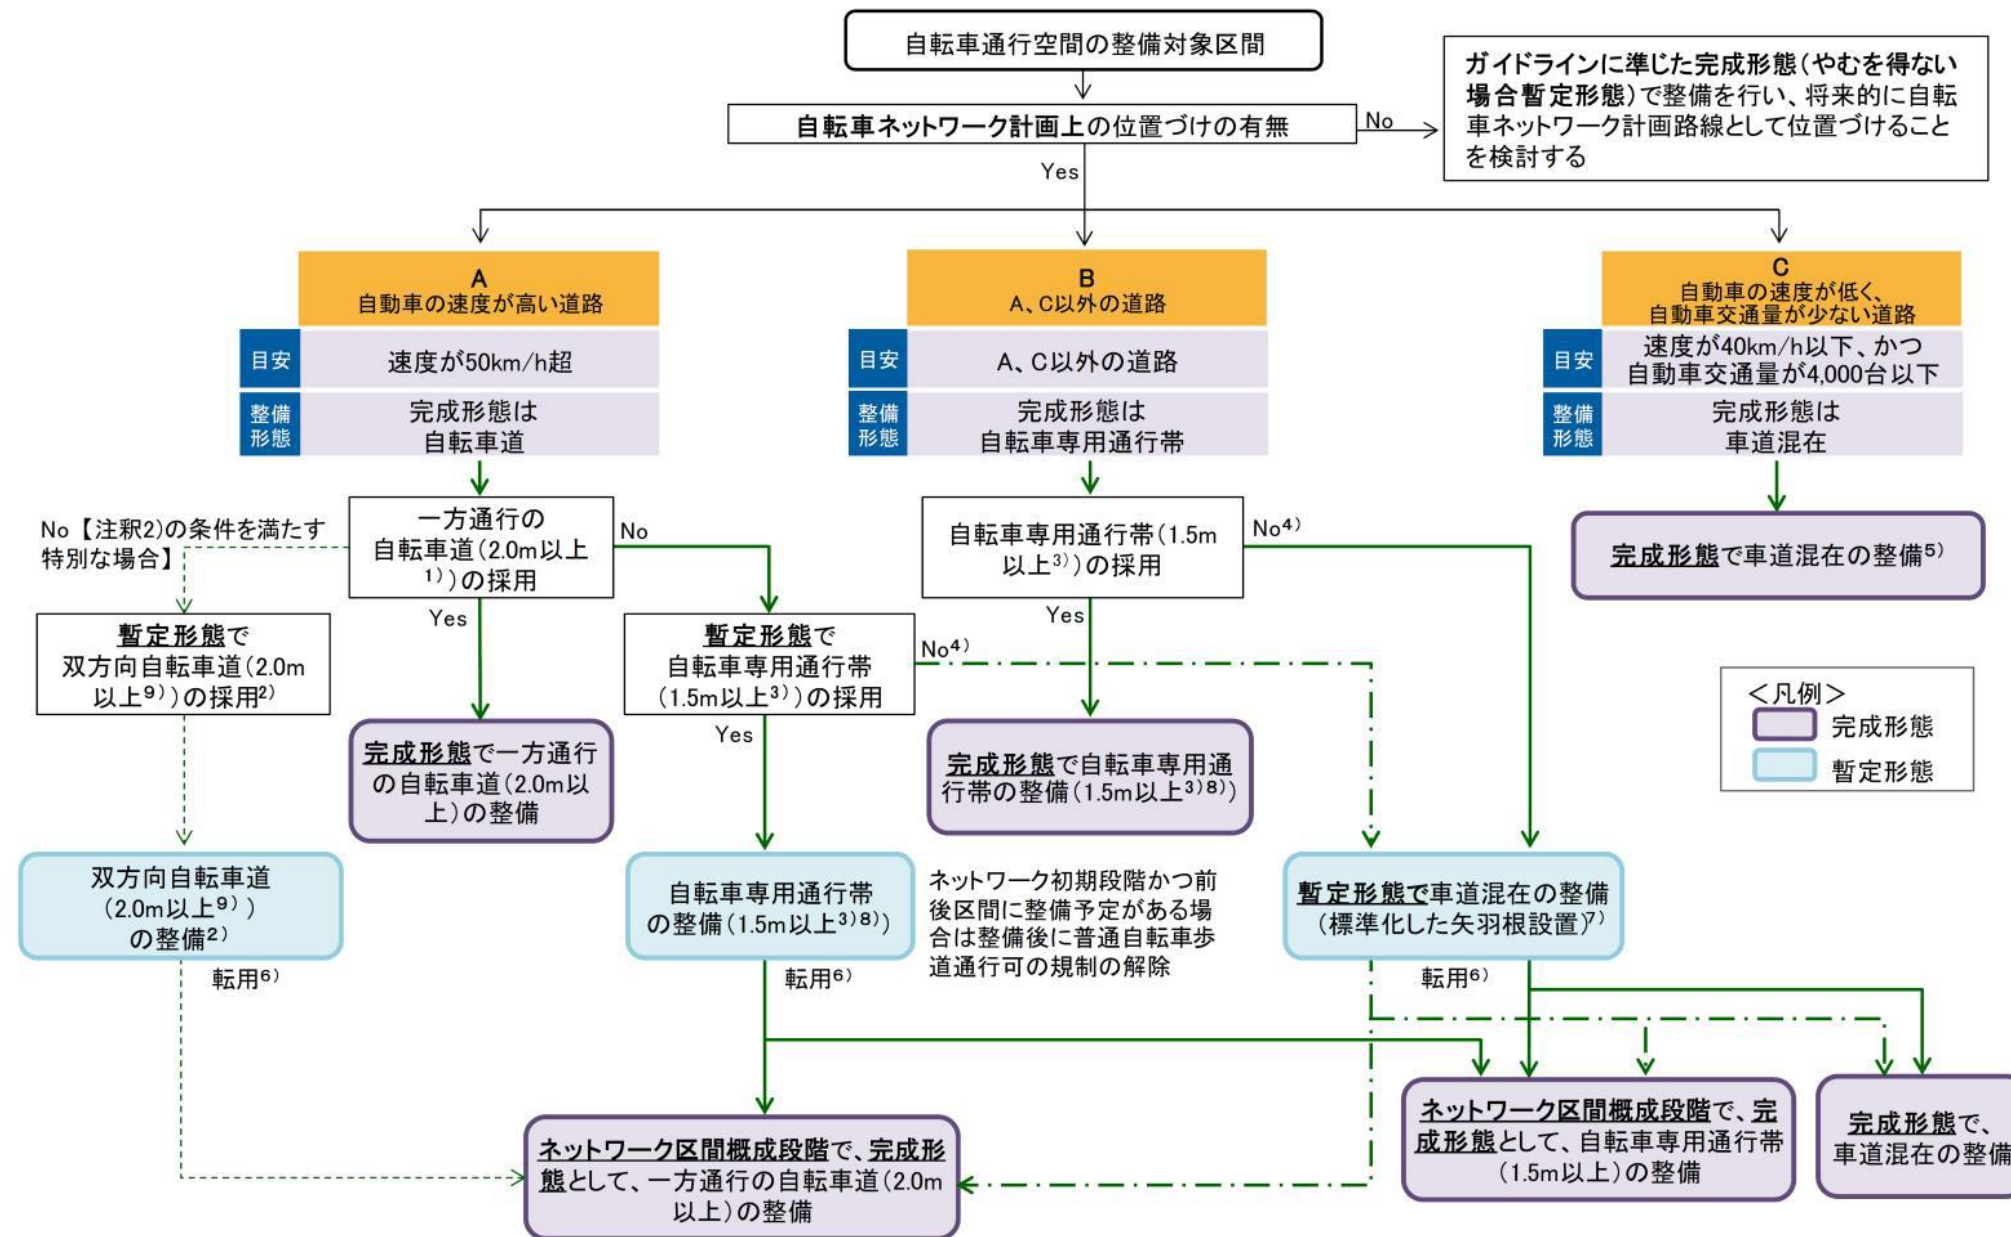 自転車通行空間の整備対象区間
自転車ネットワーク計画上の位置づけの有無
No
ガイドラインに準じた完成形態(やむを得ない
場合暫定形態)で整備を行い、将来的に自転
車ネットワーク計画路線として位置づけること
を検討する
Yes
A
自動車の速度が高い道路
目安
速度が50km/h超
整備
形態
完成形態は
自転車道
B
A、C以外の道路
目安
A、C以外の道路
整備
形態
完成形態は
自転車専用通行帯
C
自動車の速度が低く、
自動車交通量が少ない道路
目安
速度が40km/h以下、かつ
自動車交通量が4,000台以下
整備
形態
完成形態は
車道混在
No【注釈2)の条件を満たす
特別な場合】
一方通行の
自転車道(2.0m以上
1))の採用
No
Yes
自転車専用通行帯(1.5m
以上3))の採用
No4)
Yes
完成形態で車道混在の整備5)
暫定形態で
双方向自転車道(2.0m
以上9))の採用2)
暫定形態で
自転車専用通行帯
(1.5m以上3))の採用
No4)
Yes
<凡例>
完成形態
暫定形態
完成形態で一方通行
の自転車道(2.0m以
上)の整備
完成形態で自転車専用通
行帯の整備(1.5m以上3)8))
双方向自転車道
(2.0m以上9))
の整備2)
転用6)
自転車専用通行帯
の整備(1.5m以上3)8))
転用6)
ネットワーク初期段階かつ前
後区間に整備予定がある場
合は整備後に普通自転車歩
道通行可の規制の解除
暫定形態で車道混在の整備
(標準化した矢羽根設置)7)
転用6)
ネットワーク区間概成段階で、完成形
態として、一方通行の自転車道(2.0m
以上)の整備
ネットワーク区間概成段階で、完
成形態として、自転車専用通行帯
(1.5m以上)の整備
完成形態で、
車道混在の整備